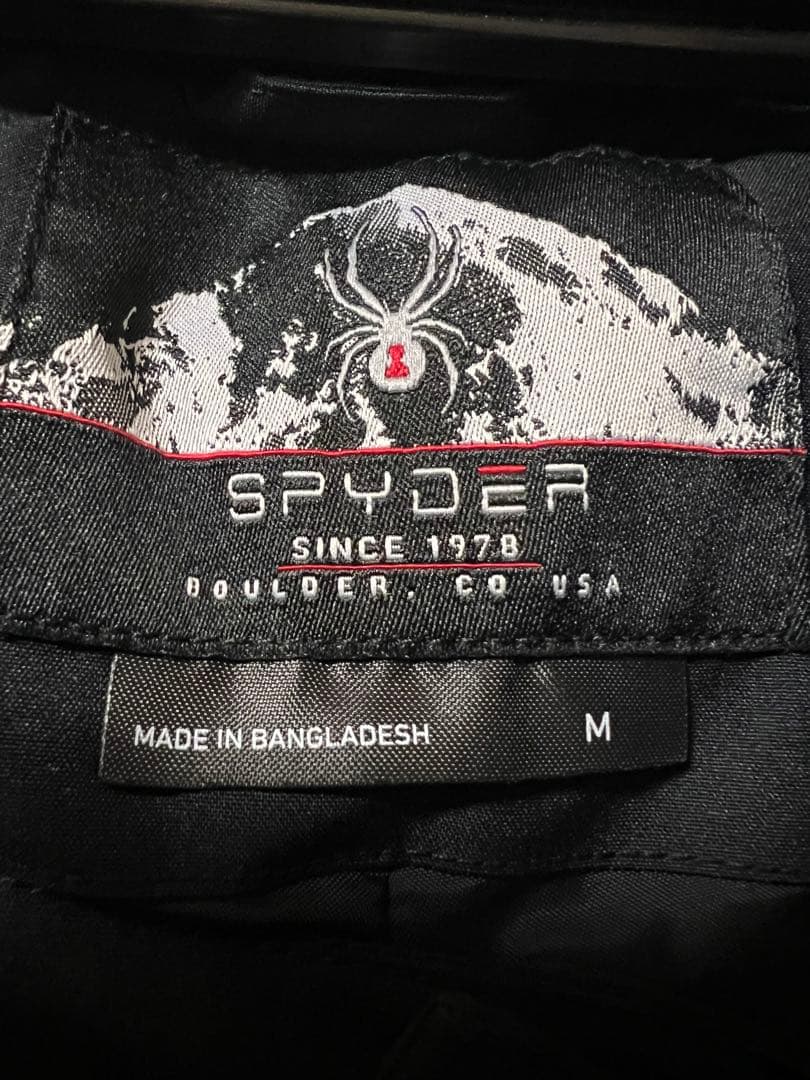 SPYDER
SINCE 1978
BOULDER, CO USA
MADE IN BANGLADESH M